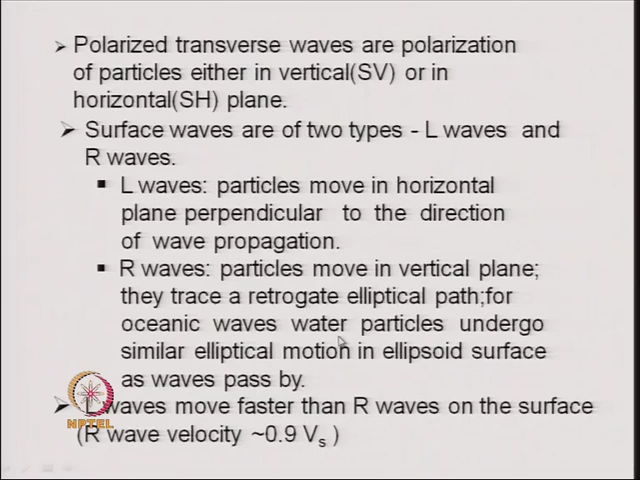 Polarized transverse waves are polarization
of particles either in vertical(SV) or in
horizontal(SH) plane.
Surface waves are of two types - L waves and
R waves.
L waves: particles move in horizontal
plane perpendicular to the direction
of wave propagation.
R waves: particles move in vertical plane;
they trace a retrogate elliptical path;for
oceanic waves water particles undergo
similar elliptical motion in ellipsoid surface
as waves pass by.
L waves move faster than R waves on the surface
(R wave velocity ~0.9 Vs )
NPTEL